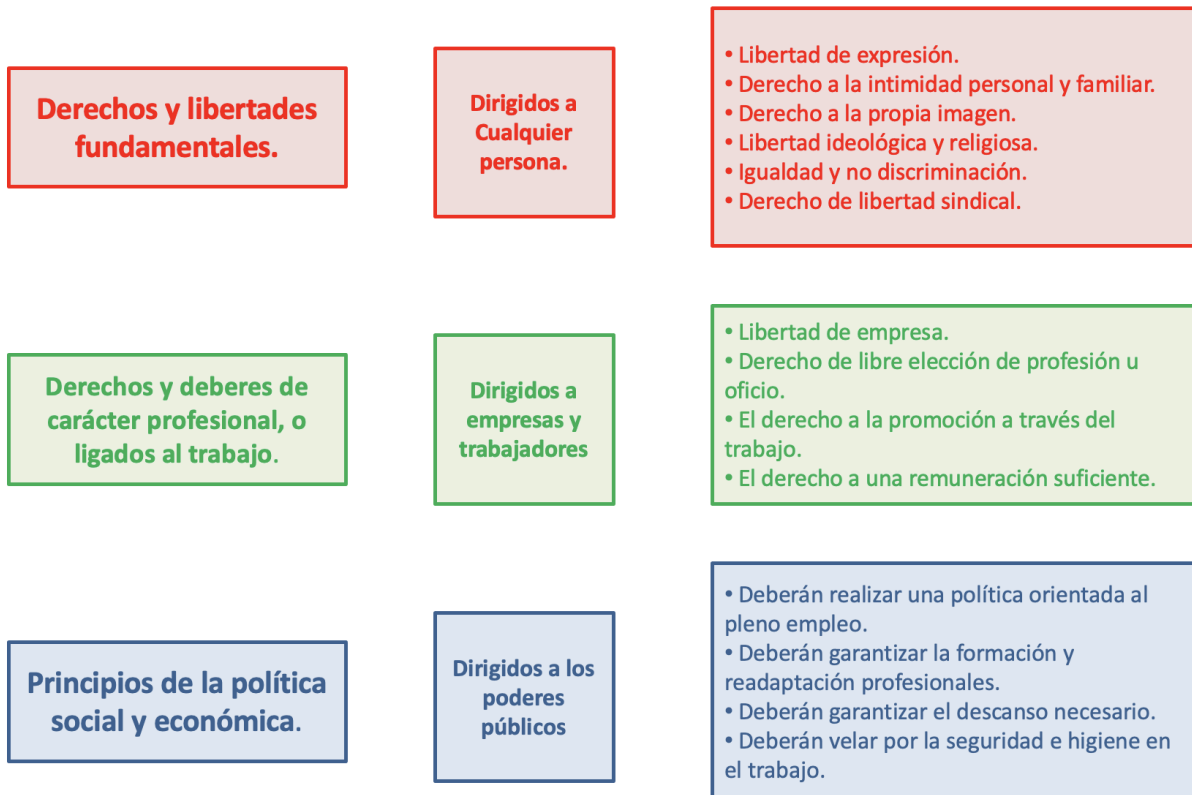 Derechos y libertades
fundamentales.
Dirigidos a
Cualquier
persona.
• Libertad de expresión.
• Derecho a la intimidad personal y familiar.
• Derecho a la propia imagen.
• Libertad ideológica y religiosa.
• Igualdad y no discriminación.
• Derecho de libertad sindical.
Derechos y deberes de
carácter profesional, o
ligados al trabajo.
Dirigidos a
empresas y
trabajadores
• Libertad de empresa.
• Derecho de libre elección de profesión u
oficio.
• El derecho a la promoción a través del
trabajo.
• El derecho a una remuneración suficiente.
Principios de la política
social y económica.
Dirigidos a los
poderes
públicos
• Deberán realizar una política orientada al
pleno empleo.
• Deberán garantizar la formación y
readaptación profesionales.
• Deberán garantizar el descanso necesario.
• Deberán velar por la seguridad e higiene en
el trabajo.